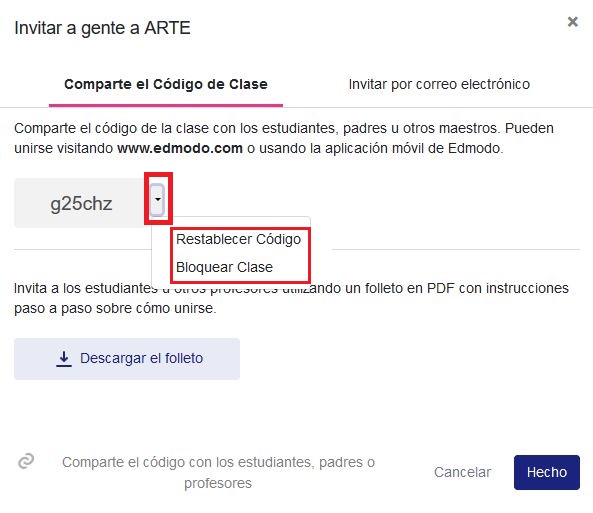 Invitar a gente a ARTE
×
Comparte el Código de Clase
Invitar por correo electrónico
Comparte el código de la clase con los estudiantes, padres u otros maestros. Pueden
unirse visitando www.edmodo.com o usando la aplicación móvil de Edmodo.
g25chz
Restablecer Código
Bloquear Clase
Invita a los estudiantes u otros profesores utilizando un folleto en PDF con instrucciones
paso a paso sobre cómo unirse.
Descargar el folleto
Comparte el código con los estudiantes, padres o
profesores
Cancelar
Hecho